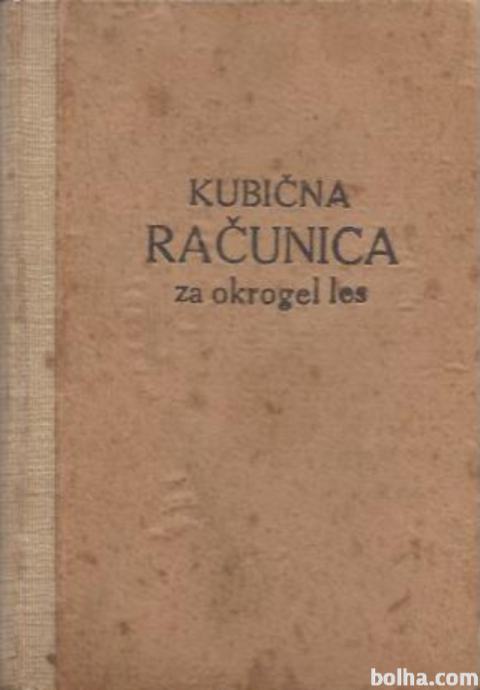 KUBIČNA
RAČUNICA
za okrogel les
bolha.com